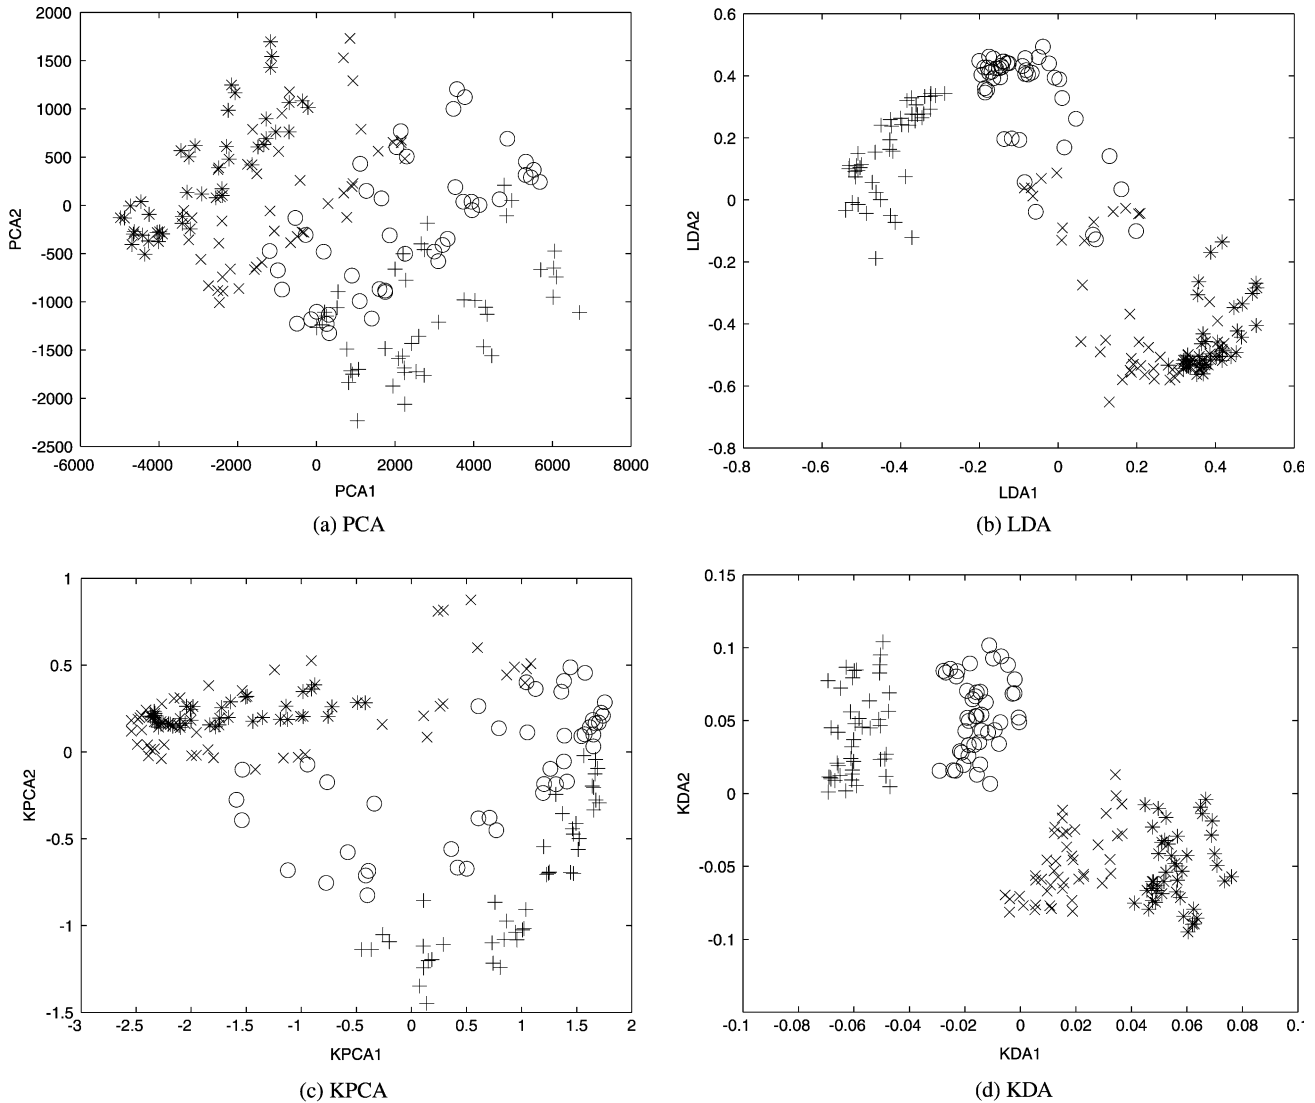 2000
1500
1000
500
0
-500
-1000
-1500
-2000
-2500
PCA2
-6000 -4000 -2000 0 2000 4000 6000 8000
PCA1
(a) PCA
0.6
0.4
0.2
0
-0.2
-0.4
-0.6
-0.8
LDA2
-0.8 -0.6 -0.4 -0.2 0 0.2 0.4 0.6
LDA1
(b) LDA
1
0.5
0
-0.5
-1
-1.5
KPCA2
-3 -2.5 -2 -1.5 -1 -0.5 0 0.5 1 1.5 2
KPCA1
(c) KPCA
0.15
0.1
0.05
0
-0.05
-0.1
KDA2
-0.1 -0.08 -0.06 -0.04 -0.02 0 0.02 0.04 0.06 0.08 0.1
KDA1
(d) KDA